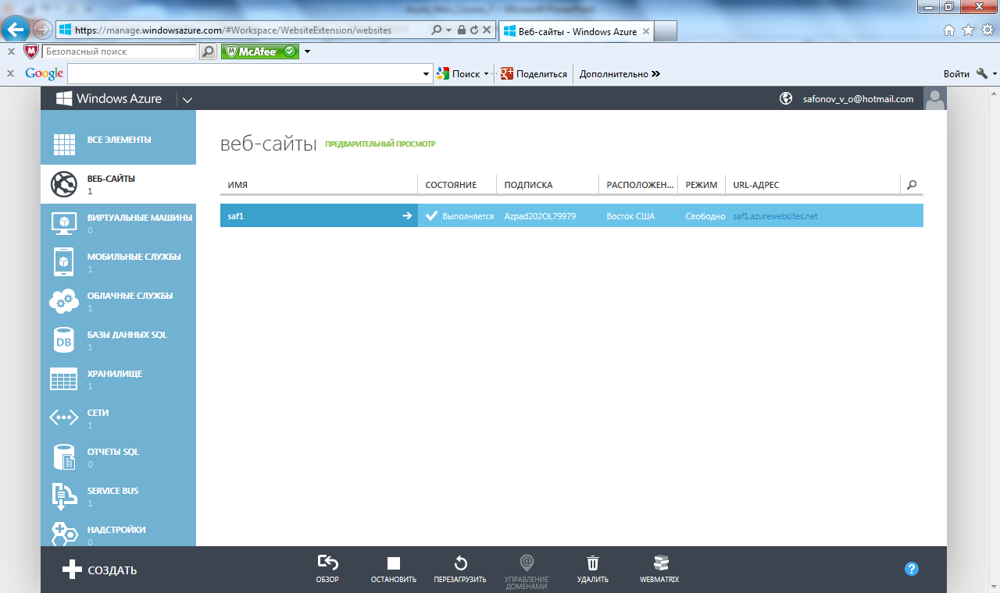 https://manage.windowsazure.com/#Workspace/WebsiteExtension/websites
Веб-сайты - Windows Azure
Безопасный поиск
McAfee
Google
Поиск
Поделиться
Дополнительно
Войти
Windows Azure
safonov_v_o@hotmail.com
ВСЕ ЭЛЕМЕНТЫ
ВЕБ-САЙТЫ
1
ВИРТУАЛЬНЫЕ МАШИНЫ
0
МОБИЛЬНЫЕ СЛУЖБЫ
1
ОБЛАЧНЫЕ СЛУЖБЫ
1
DB
БАЗЫ ДАННЫХ SQL
1
ХРАНИЛИЩЕ
1
СЕТИ
1
ОТЧЕТЫ SQL
0
SERVICE BUS
1
НАДСТРОЙКИ
0
веб-сайты ПРЕДВАРИТЕЛЬНЫЙ ПРОСМОТР
ИМЯ СОСТОЯНИЕ ПОДПИСКА РАСПОЛОЖЕН... РЕЖИМ URL-АДРЕС
saf1 Выполняется Azpad202OL79979 Восток США Свободно saf1.azurewebsites.net
СОЗДАТЬ
ОБЗОР
ОСТАНОВИТЬ
ПЕРЕЗАГРУЗИТЬ
УПРАВЛЕНИЕ
ДОМЕНАМИ
УДАЛИТЬ
WEBMATRIX
?